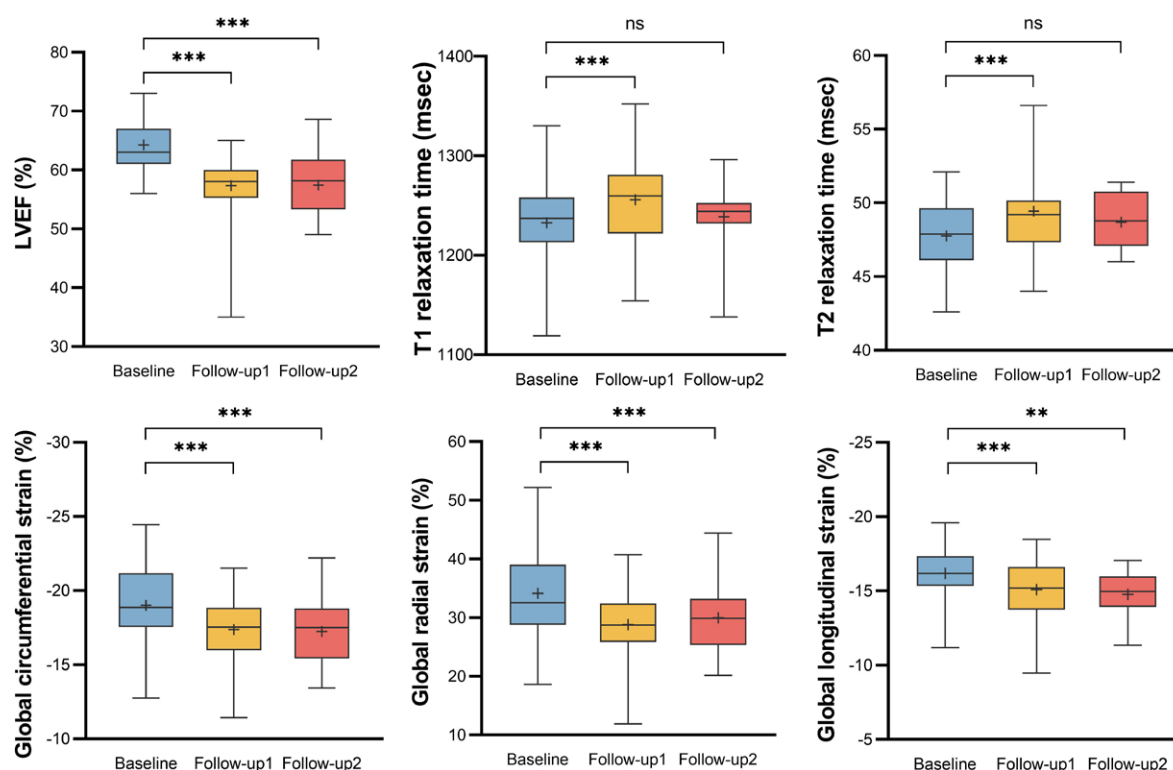 ***
***
LVEF (%)
80
70
60
50
40
30
Baseline
Follow-up1
Follow-up2
ns
***
T1 relaxation time (msec)
1400
1300
1200
1100
Baseline
Follow-up1
Follow-up2
ns
***
T2 relaxation time (msec)
60
55
50
45
40
Baseline
Follow-up1
Follow-up2
***
***
Global circumferential strain (%)
-30
-25
-20
-15
-10
Baseline
Follow-up1
Follow-up2
***
***
Global radial strain (%)
60
50
40
30
20
10
Baseline
Follow-up1
Follow-up2
**
***
Global longitudinal strain (%)
-25
-20
-15
-10
-5
Baseline
Follow-up1
Follow-up2